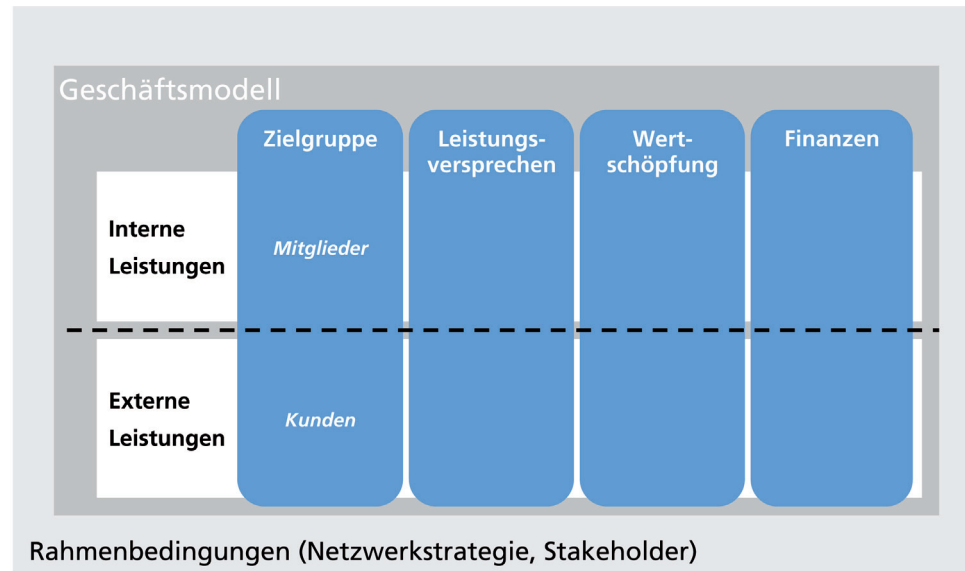 Geschäftsmodell
Zielgruppe
Leistungs-
versprechen
Wert-
schöpfung
Finanzen
Interne
Leistungen
Mitglieder
Externe
Leistungen
Kunden
Rahmenbedingungen (Netzwerkstrategie, Stakeholder)